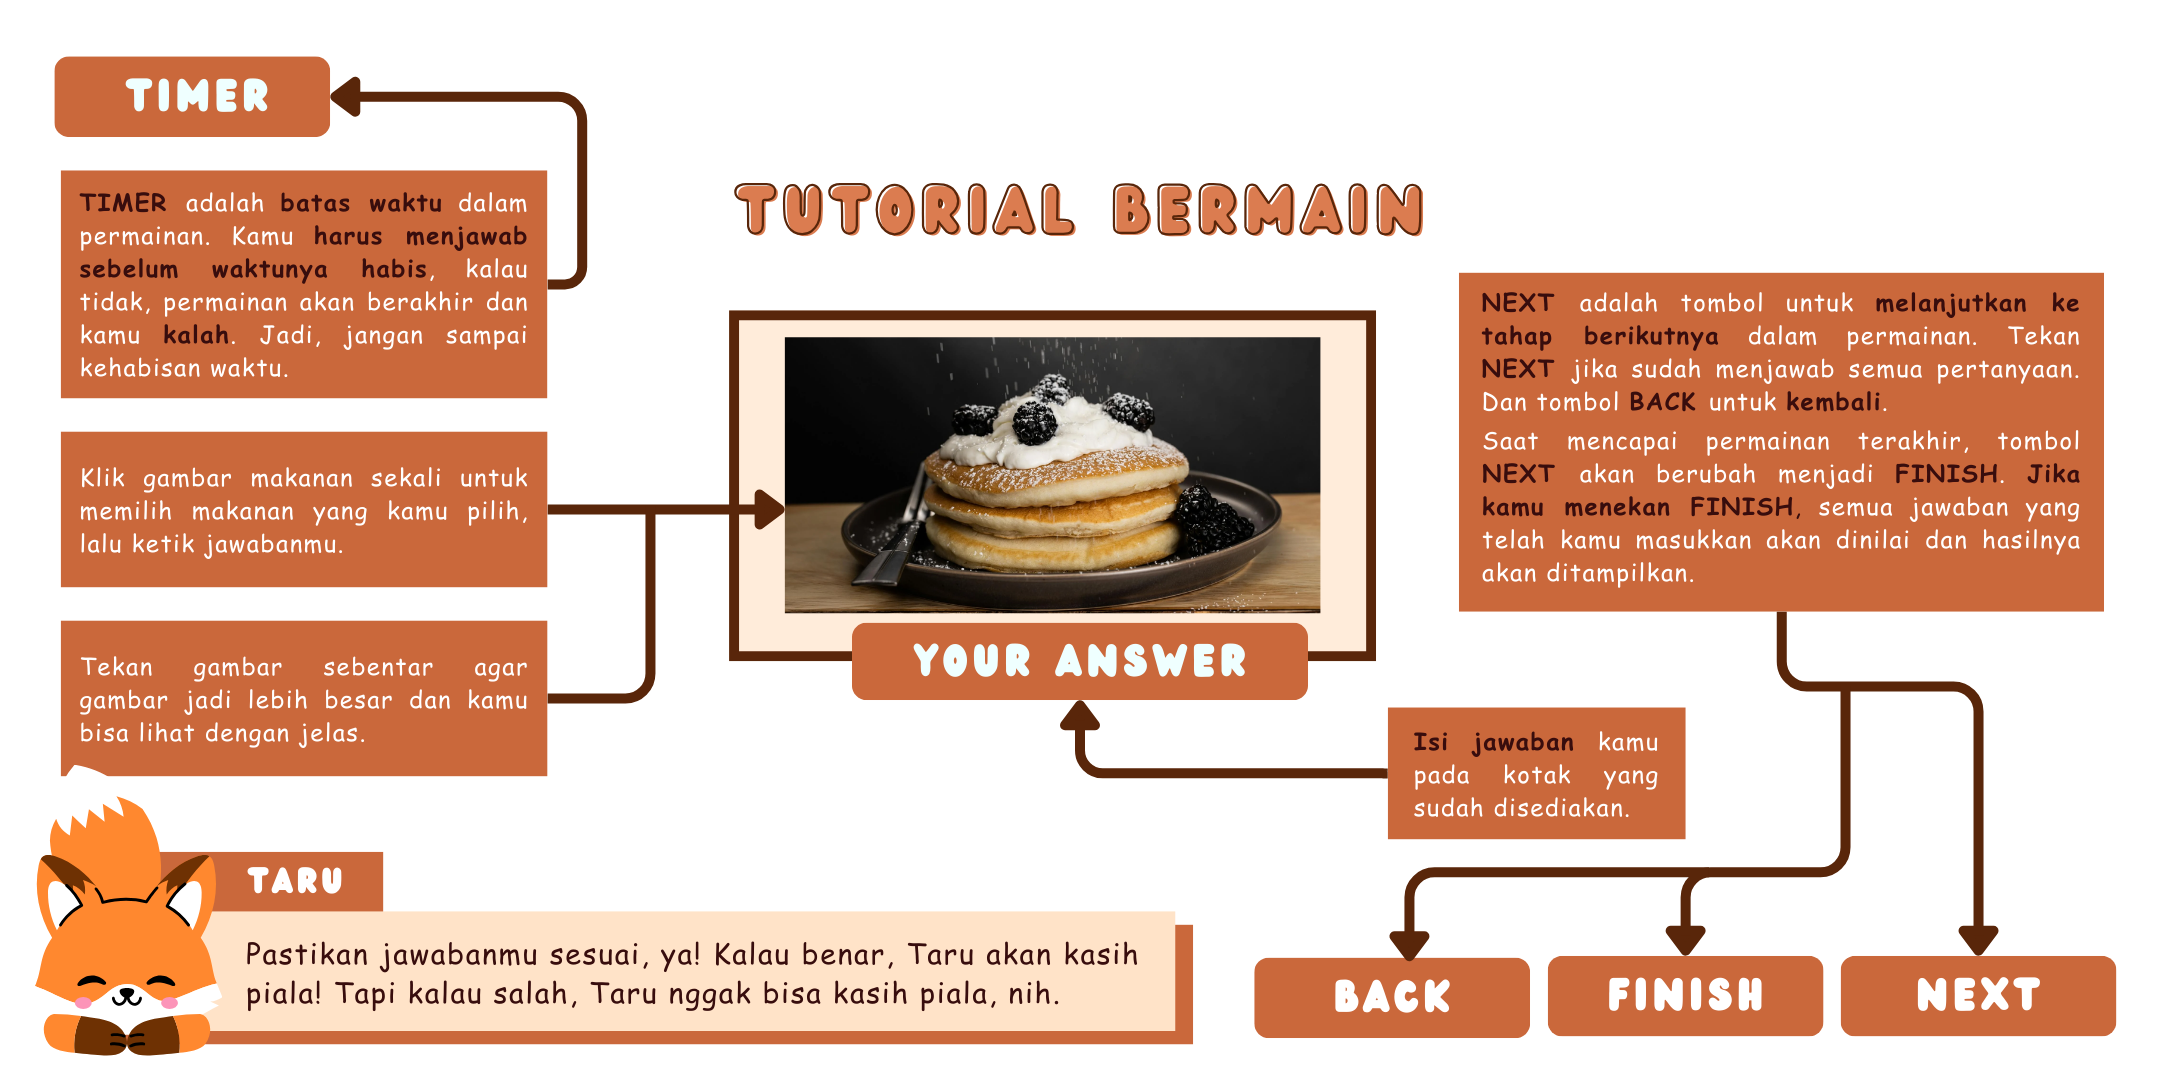 TIMER
TIMER adalah batas waktu dalam
permainan. Kamu harus menjawab
sebelum waktunya habis, kalau
tidak, permainan akan berakhir dan
kamu kalah. Jadi, jangan sampai
kehabisan waktu.
Klik gambar makanan sekali untuk
memilih makanan yang kamu pilih,
lalu ketik jawabanmu.
Tekan gambar sebentar agar
gambar jadi lebih besar dan kamu
bisa lihat dengan jelas.
TUTORIAL BERMAIN
YOUR ANSWER
NEXT adalah tombol untuk melanjutkan ke
tahap berikutnya dalam permainan. Tekan
NEXT jika sudah menjawab semua pertanyaan.
Dan tombol BACK untuk kembali.
Saat mencapai permainan terakhir, tombol
NEXT akan berubah menjadi FINISH. Jika
kamu menekan FINISH, semua jawaban yang
telah kamu masukkan akan dinilai dan hasilnya
akan ditampilkan.
Isi jawaban kamu
pada kotak yang
sudah disediakan.
TARU
Pastikan jawabanmu sesuai, ya! Kalau benar, Taru akan kasih
piala! Tapi kalau salah, Taru nggak bisa kasih piala, nih.
BACK
FINISH
NEXT